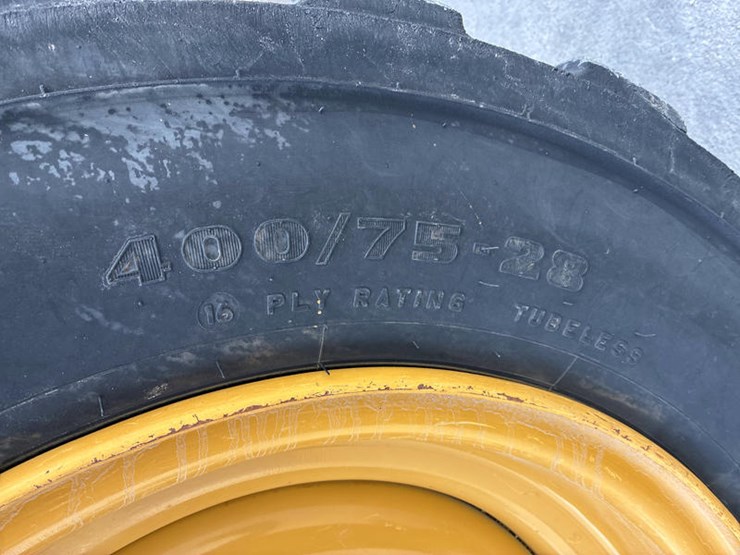 400/75-28
16 PLY RATING TUBELESS